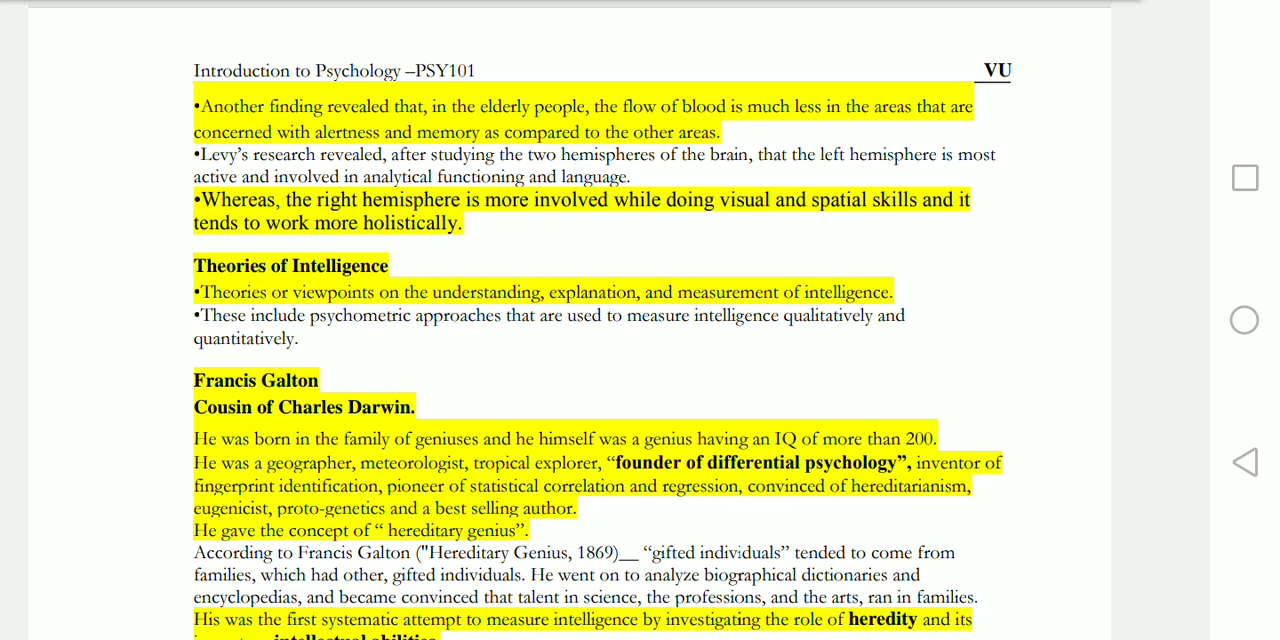 Introduction to Psychology –PSY101 VU
•Another finding revealed that, in the elderly people, the flow of blood is much less in the areas that are
concerned with alertness and memory as compared to the other areas.
•Levy’s research revealed, after studying the two hemispheres of the brain, that the left hemisphere is most
active and involved in analytical functioning and language.
•Whereas, the right hemisphere is more involved while doing visual and spatial skills and it
tends to work more holistically.
Theories of Intelligence
•Theories or viewpoints on the understanding, explanation, and measurement of intelligence.
•These include psychometric approaches that are used to measure intelligence qualitatively and
quantitatively.
Francis Galton
Cousin of Charles Darwin.
He was born in the family of geniuses and he himself was a genius having an IQ of more than 200.
He was a geographer, meteorologist, tropical explorer, “founder of differential psychology”, inventor of
fingerprint identification, pioneer of statistical correlation and regression, convinced of hereditarianism,
eugenicist, proto-genetics and a best selling author.
He gave the concept of “ hereditary genius”.
According to Francis Galton ("Hereditary Genius, 1869)__ “gifted individuals” tended to come from
families, which had other, gifted individuals. He went on to analyze biographical dictionaries and
encyclopedias, and became convinced that talent in science, the professions, and the arts, ran in families.
His was the first systematic attempt to measure intelligence by investigating the role of heredity and its
intellectual abilities